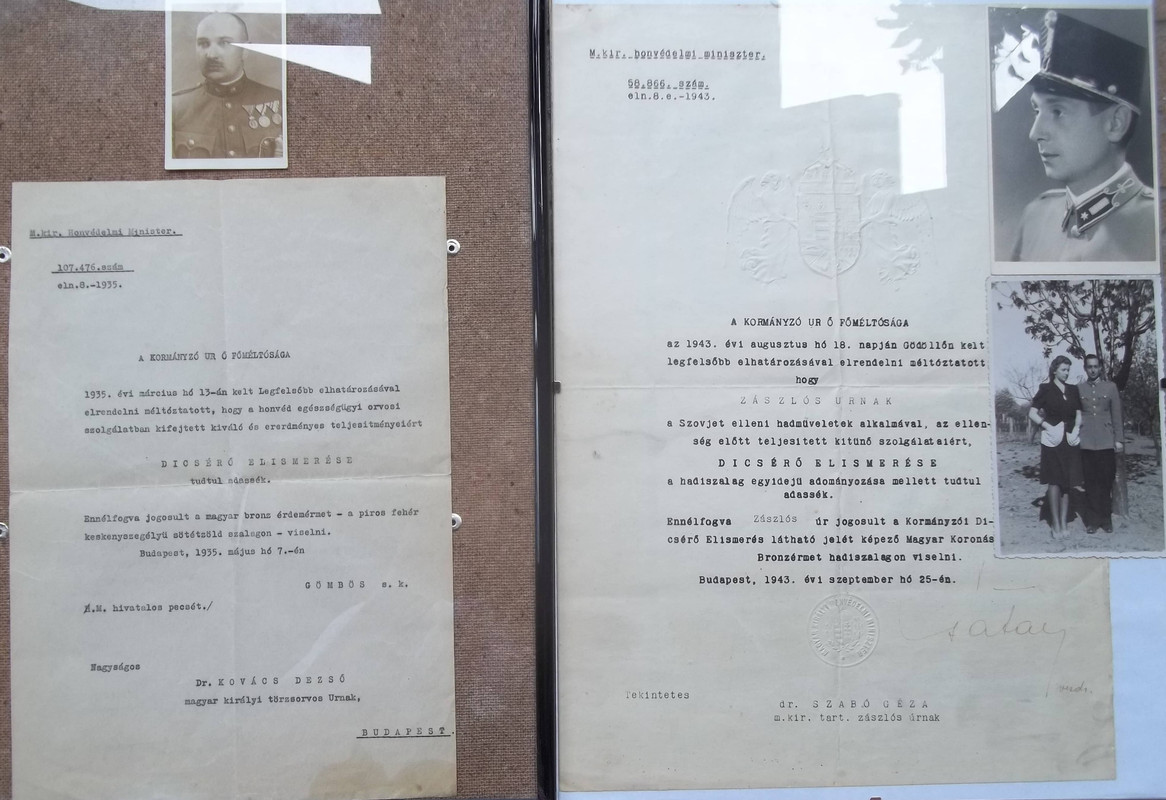 M.kir. Honvédelmi Minister.
107.476.szám
eln.8.-1935.
A KORMÁNYZÓ UR Ő FŐMÉLTÓSÁGA
1935. évi március hó 13-án kelt Legfelsőbb elhatározásával
elrendelni méltóztatott, hogy a honvéd egészségügyi orvosi
szolgálatban kifejtett kiváló és ererdményes teljesitményeiért
DICSÉRŐ ELISMERÉSE
tudtul adassék.
Ennélfogva jogosult a magyar bronz érdemérmet - a piros fehér
keskenyszegélyü sötétzöld szalagon - viselni.
Budapest, 1935. május hó 7.-én
GÖMBÖS s. k.
H.M. hivatalos pecsét./
Nagyságos
Dr. KOVÁCS DEZSŐ
magyar királyi törzsorvos Urnak,
BUDAPEST.
M.kir. honvédelmi miniszter.
58.866. szám.
eln.8.e.-1943.
A KORMÁNYZÓ UR Ő FŐMÉLTÓSÁGA
az 1943. évi augusztus hó 18. napján Gödöllőn kelt
legfelsőbb elhatározásával elrendelni méltóztatott
hogy
ZÁSZLÓS URNAK
a Szovjet elleni hadmüveletek alkalmával, az ellen-
ség előtt teljesitett kitünő szolgálataiért,
DICSÉRŐ ELISMERÉSE
a hadiszalag egyidejü adományozása mellett tudtul
adassék.
Ennélfogva Zászlós úr jogosult a Kormányzói Di-
csérő Elismerés látható jelét képező Magyar Koronás
Bronzérmet hadiszalagon viselni.
Budapest, 1943. évi szeptember hó 25-én.
Tekintetes
dr. SZABÓ GÉZA
m.kir. tart. zászlós úrnak